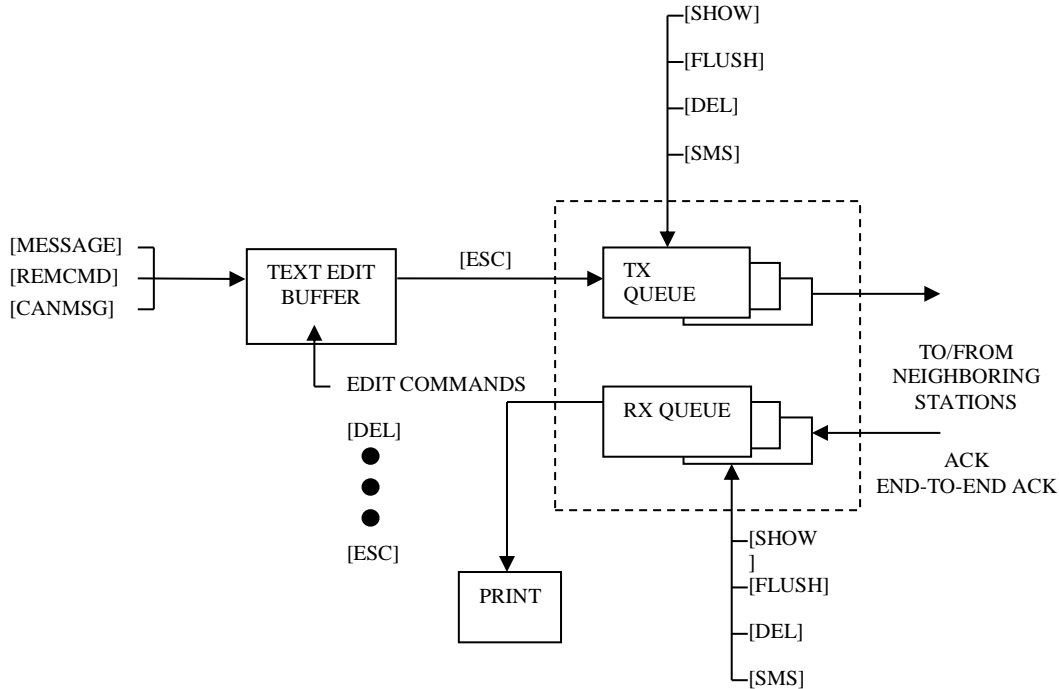 [SHOW]
[FLUSH]
[DEL]
[SMS]
[MESSAGE]
[REMCMD]
[CANMSG]
TEXT EDIT
BUFFER
[ESC]
TX
QUEUE
TO/FROM
NEIGHBORING
STATIONS
EDIT COMMANDS
[DEL]
[ESC]
RX QUEUE
ACK
END-TO-END ACK
PRINT
[SHOW
]
[FLUSH]
[DEL]
[SMS]